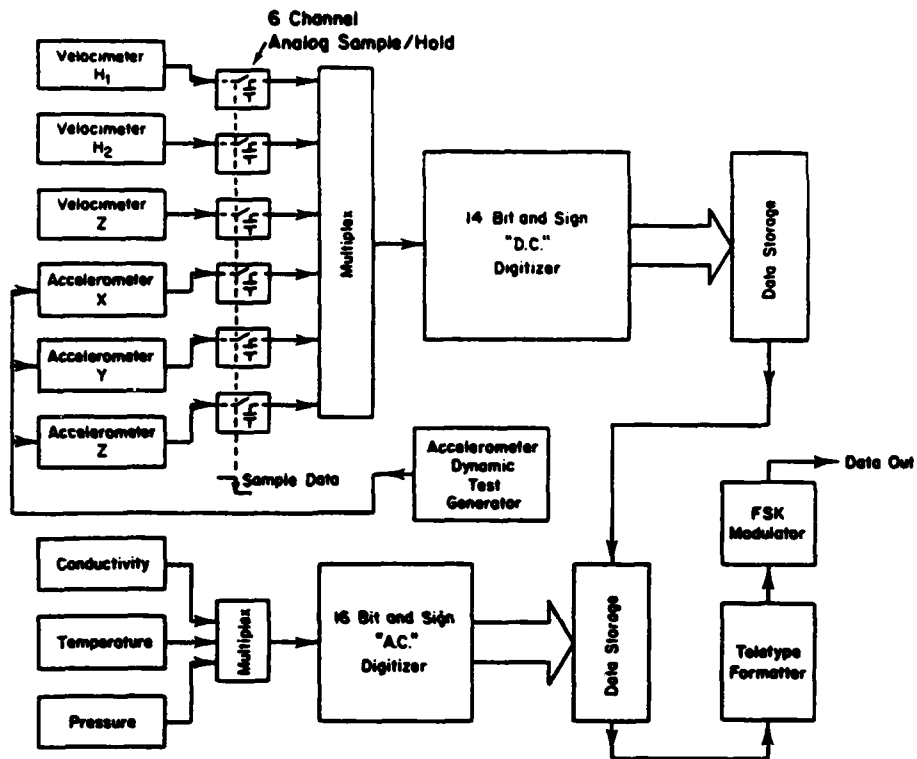 6 Channel
Analog Sample/Hold
Velocimeter
H1
Velocimeter
H2
Velocimeter
Z
Accelerometer
X
Accelerometer
Y
Accelerometer
Z
Multiplex
14 Bit and Sign
"D.C."
Digitizer
Data Storage
Sample Data
Accelerometer
Dynamic
Test
Generator
Data Out
FSK
Modulator
Conductivity
Temperature
Pressure
Multiplex
16 Bit and Sign
"A.C."
Digitizer
Data Storage
Teletype
Formatter